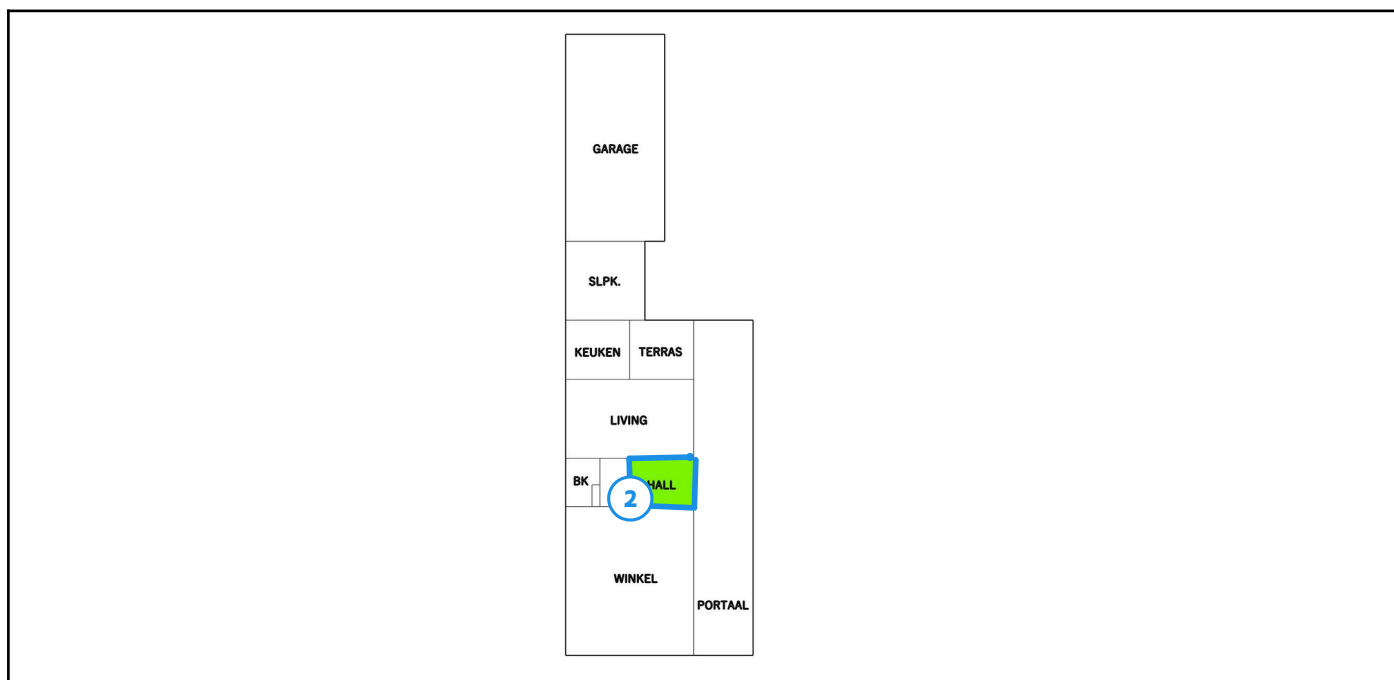 GARAGE
SLPK.
KEUKEN TERRAS
LIVING
BK HALL
2
WINKEL
PORTAAL